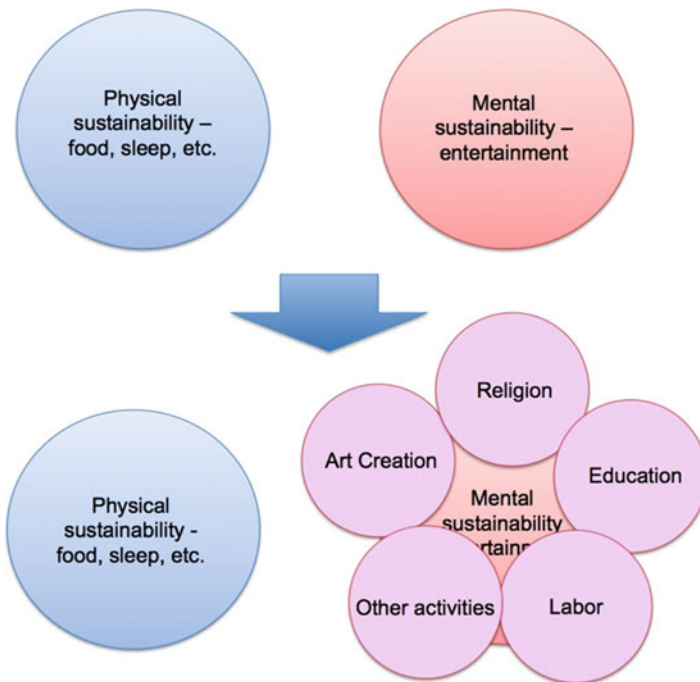 Physical
sustainability –
food, sleep, etc.
Mental
sustainability –
entertainment
Religion
Art Creation
Education
Mental
sustainability
Physical
sustainability -
food, sleep, etc.
Other activities
Labor